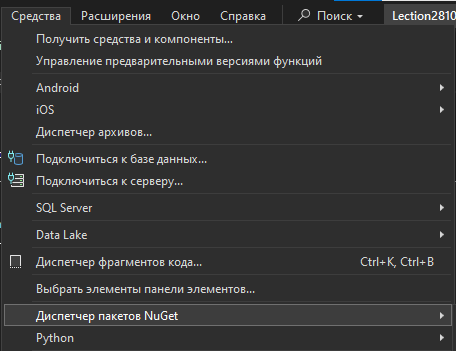 Средства Расширения Окно Справка Поиск Lection2810
Получить средства и компоненты...
Управление предварительными версиями функций
Android
iOS
Диспетчер архивов...
Подключиться к базе данных...
Подключиться к серверу...
SQL Server
Data Lake
Диспетчер фрагментов кода... Ctrl+K, Ctrl+B
Выбрать элементы панели элементов...
Диспетчер пакетов NuGet
Python